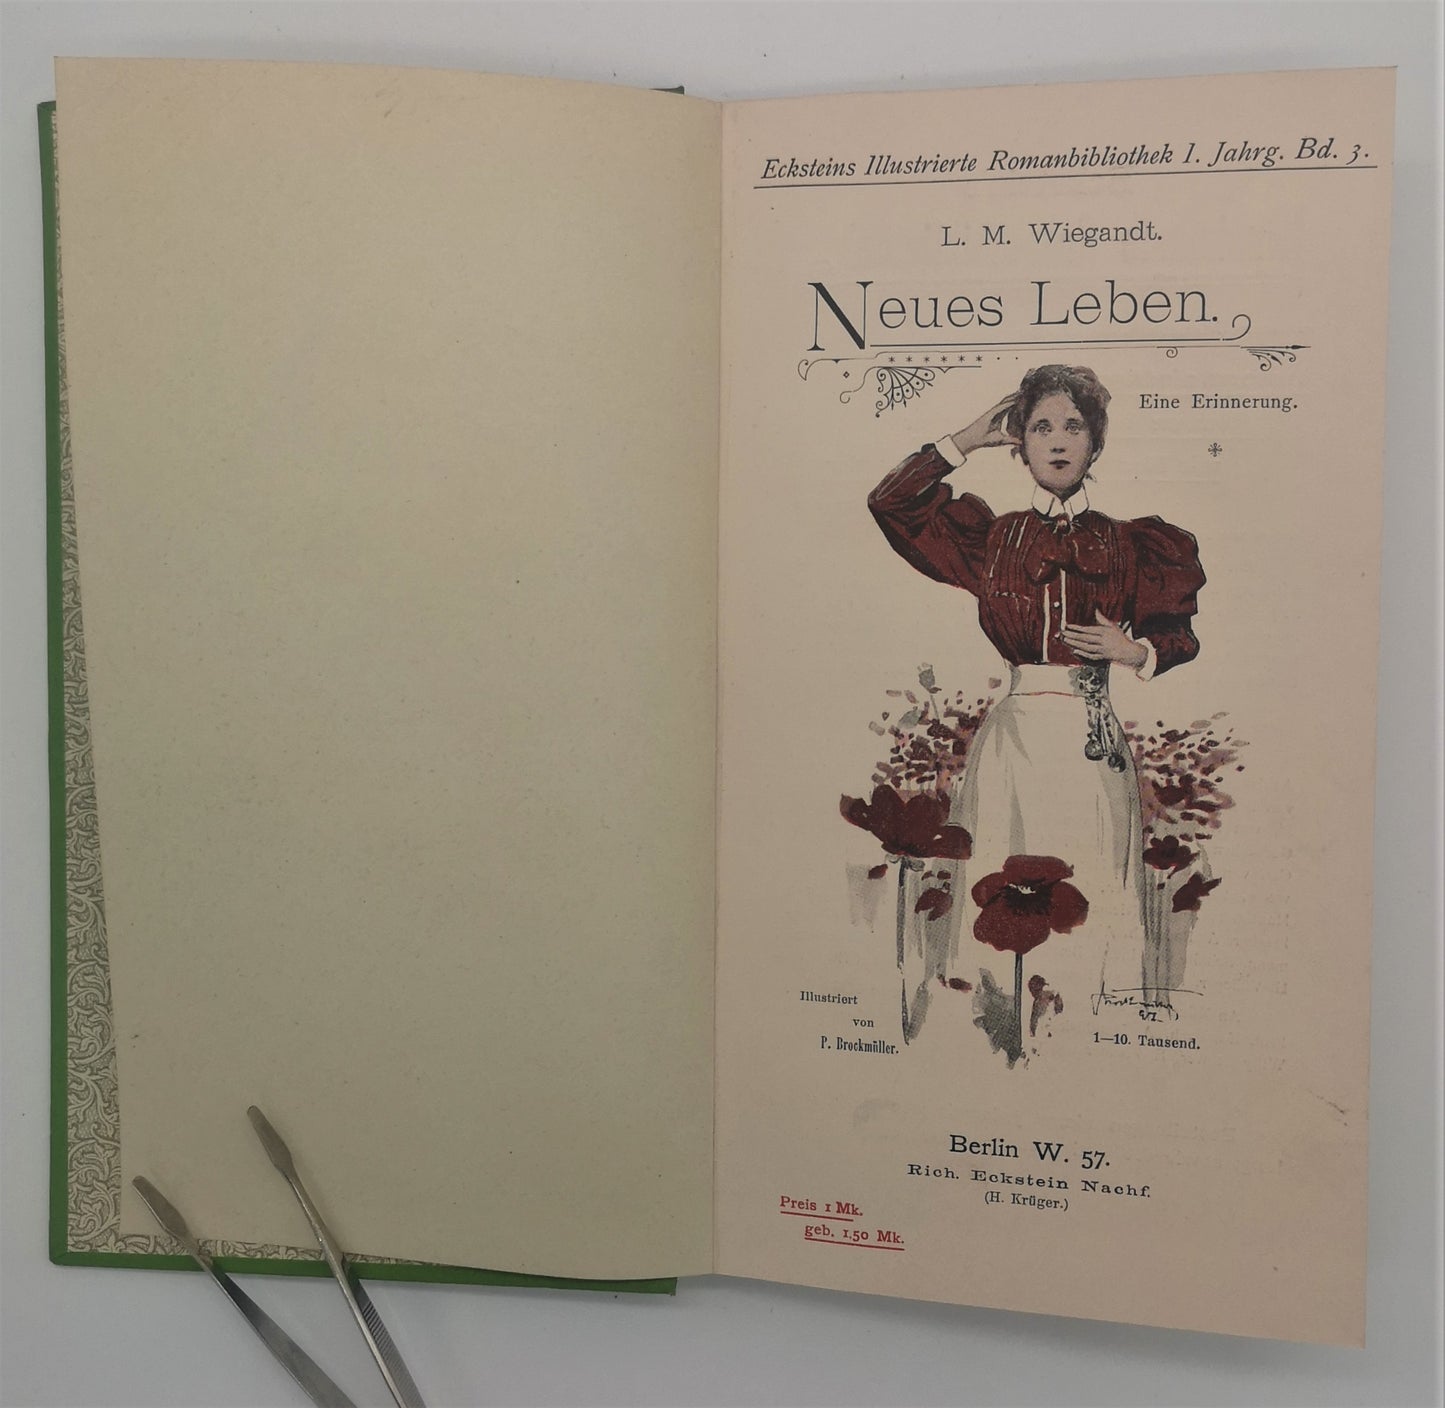 Ecksteins Illustrierte Romanbibliothek I. Jahrg. Bd. 3.
L. M. Wiegandt.
Neues Leben.
Eine Erinnerung.
Illustriert
von
P. Brockmüller.
1—10. Tausend.
Berlin W. 57.
Rich. Eckstein Nachf.
(H. Krüger.)
Preis 1 Mk.
geb. 1,50 Mk.